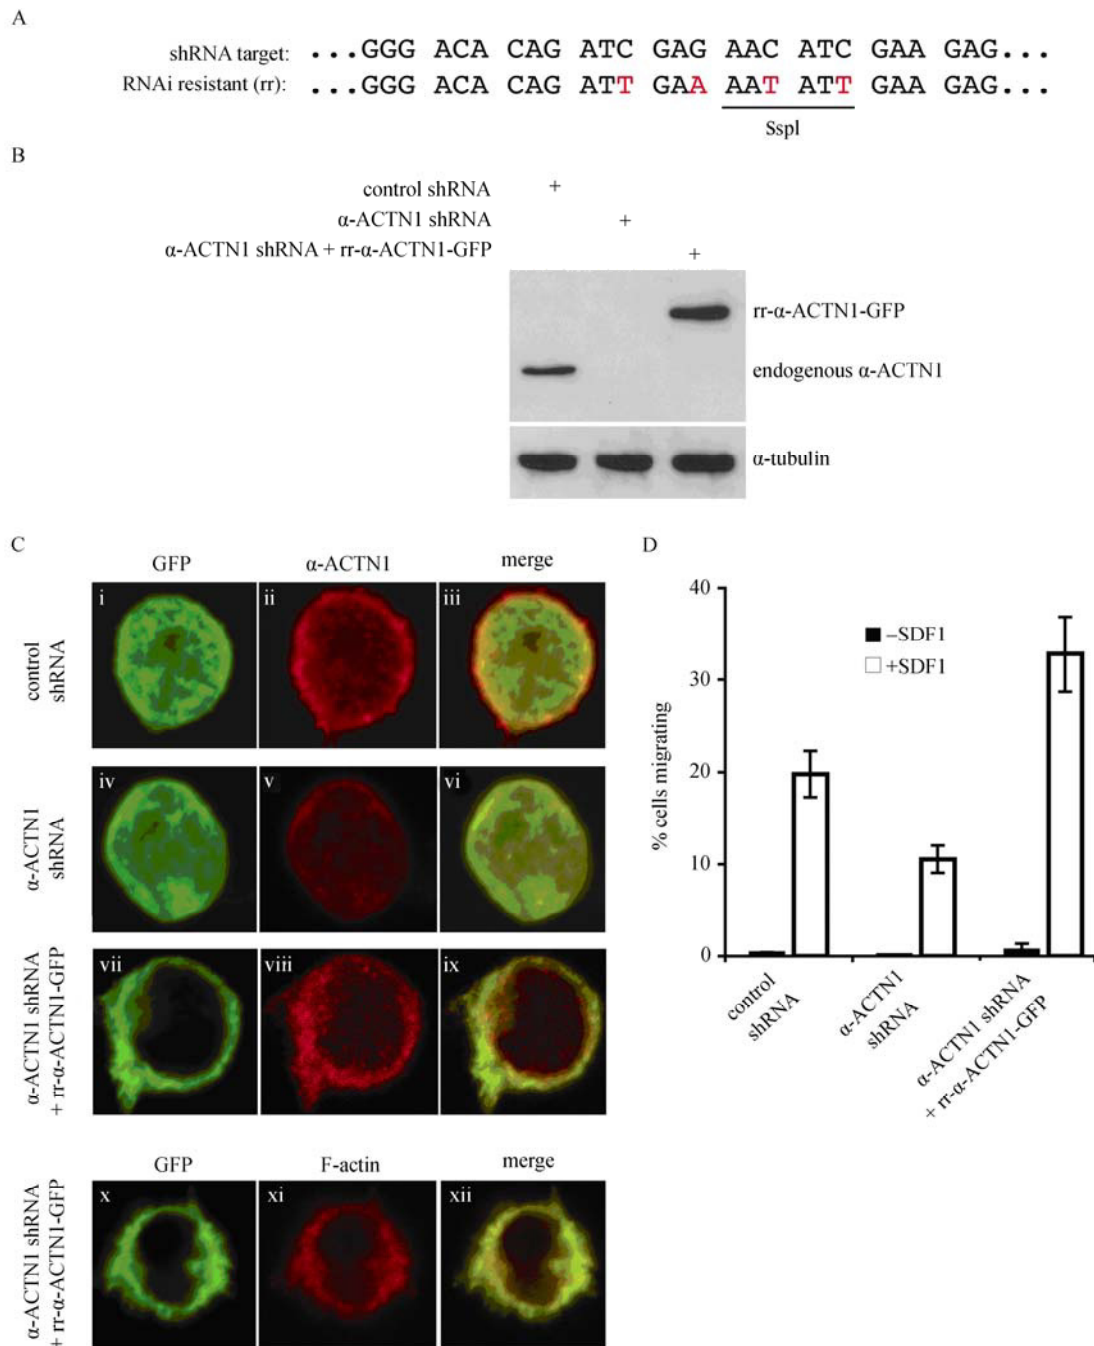 A
shRNA target: ...GGG ACA CAG ATC GAG AAC ATC GAA GAG...
RNAi resistant (rr): ...GGG ACA CAG ATT GAA AAT ATT GAA GAG...
SspI
B
control shRNA +
α-ACTN1 shRNA +
α-ACTN1 shRNA + rr-α-ACTN1-GFP +
rr-α-ACTN1-GFP
endogenous α-ACTN1
α-tubulin
C
GFP α-ACTN1 merge
control
shRNA
i ii iii
α-ACTN1
shRNA
iv v vi
α-ACTN1 shRNA
+ rr-α-ACTN1-GFP
vii viii ix
GFP F-actin merge
α-ACTN1 shRNA
+ rr-α-ACTN1-GFP
x xi xii
D
% cells migrating
40
30
20
10
0
–SDF1
+SDF1
control
shRNA
α-ACTN1
shRNA
α-ACTN1 shRNA
+ rr-α-ACTN1-GFP